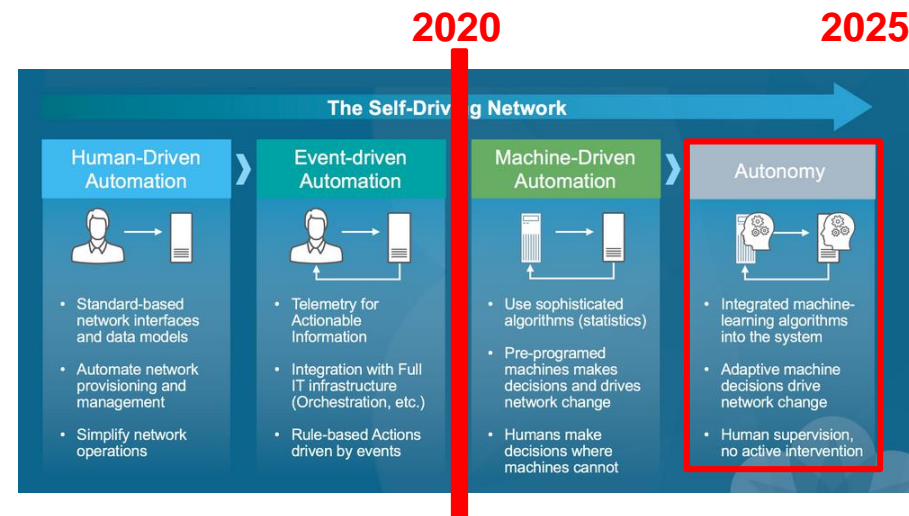 2020
2025
The Self-Driv g Network
Human-Driven
Automation
Event-driven
Automation
Machine-Driven
Automation
Autonomy
• Standard-based
network interfaces
and data models
• Automate network
provisioning and
management
• Simplify network
operations
• Telemetry for
Actionable
Information
• Integration with Full
IT infrastructure
(Orchestration, etc.)
• Rule-based Actions
driven by events
• Use sophisticated
algorithms (statistics)
• Pre-programed
machines makes
decisions and drives
network change
• Humans make
decisions where
machines cannot
• Integrated machine-
learning algorithms
into the system
• Adaptive machine
decisions drive
network change
• Human supervision,
no active intervention